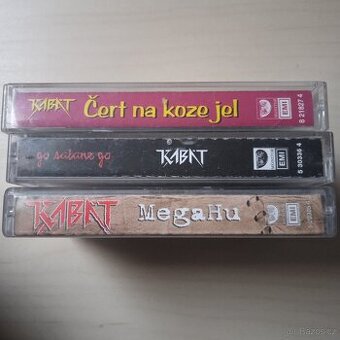 KABÁT Čert na koze jel EMI 8 21827 4
go satane go KABÁT EMI 5 30335 4
KABÁT MegaHu EMI